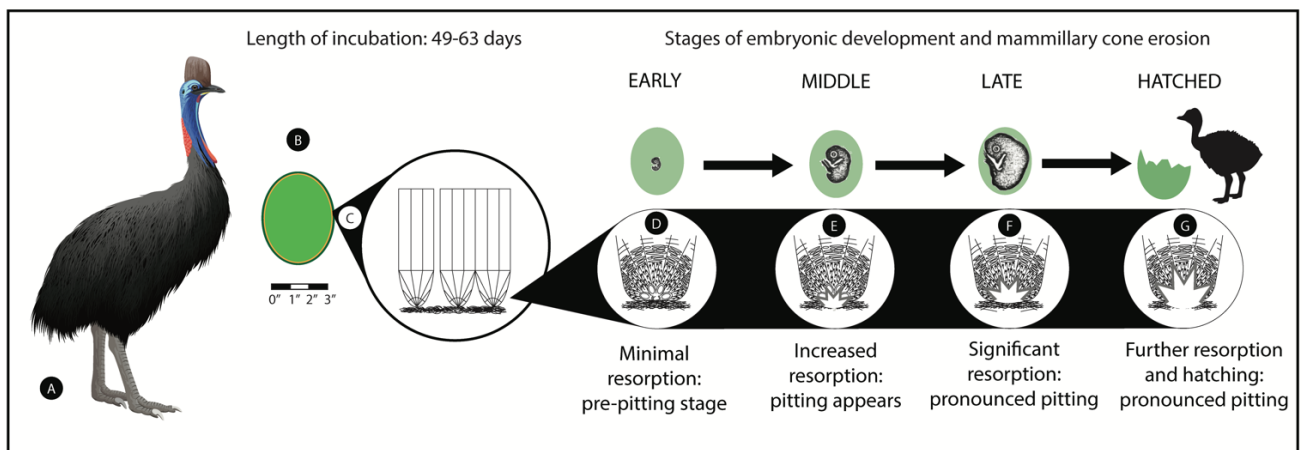 Length of incubation: 49-63 days
Stages of embryonic development and mammillary cone erosion
EARLY
MIDDLE
LATE
HATCHED
A
B
C
0" 1" 2" 3"
D
E
F
G
Minimal
resorption:
pre-pitting stage
Increased
resorption:
pitting appears
Significant
resorption:
pronounced pitting
Further resorption
and hatching:
pronounced pitting